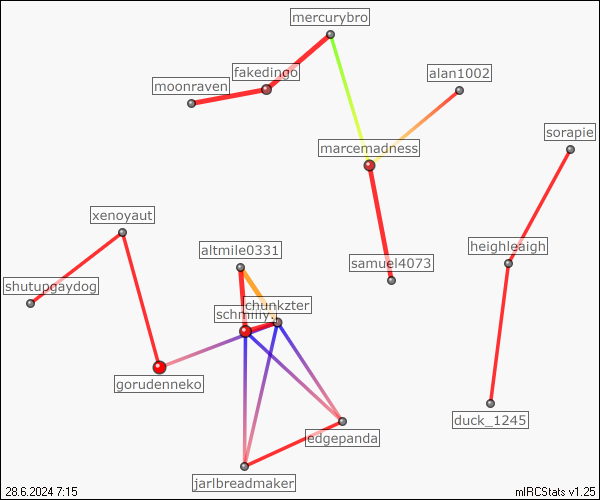 mercurybro
fakedingo
alan1002
moonraven
sorapie
marcemadness
xenoyaut
heighleaigh
altmile0331
samuel4073
shutupgaydog
chunkzter
gorudenneko
duck_1245
edgepanda
jarlbreadmaker
28.6.2024 7:15
mIRCStats v1.25